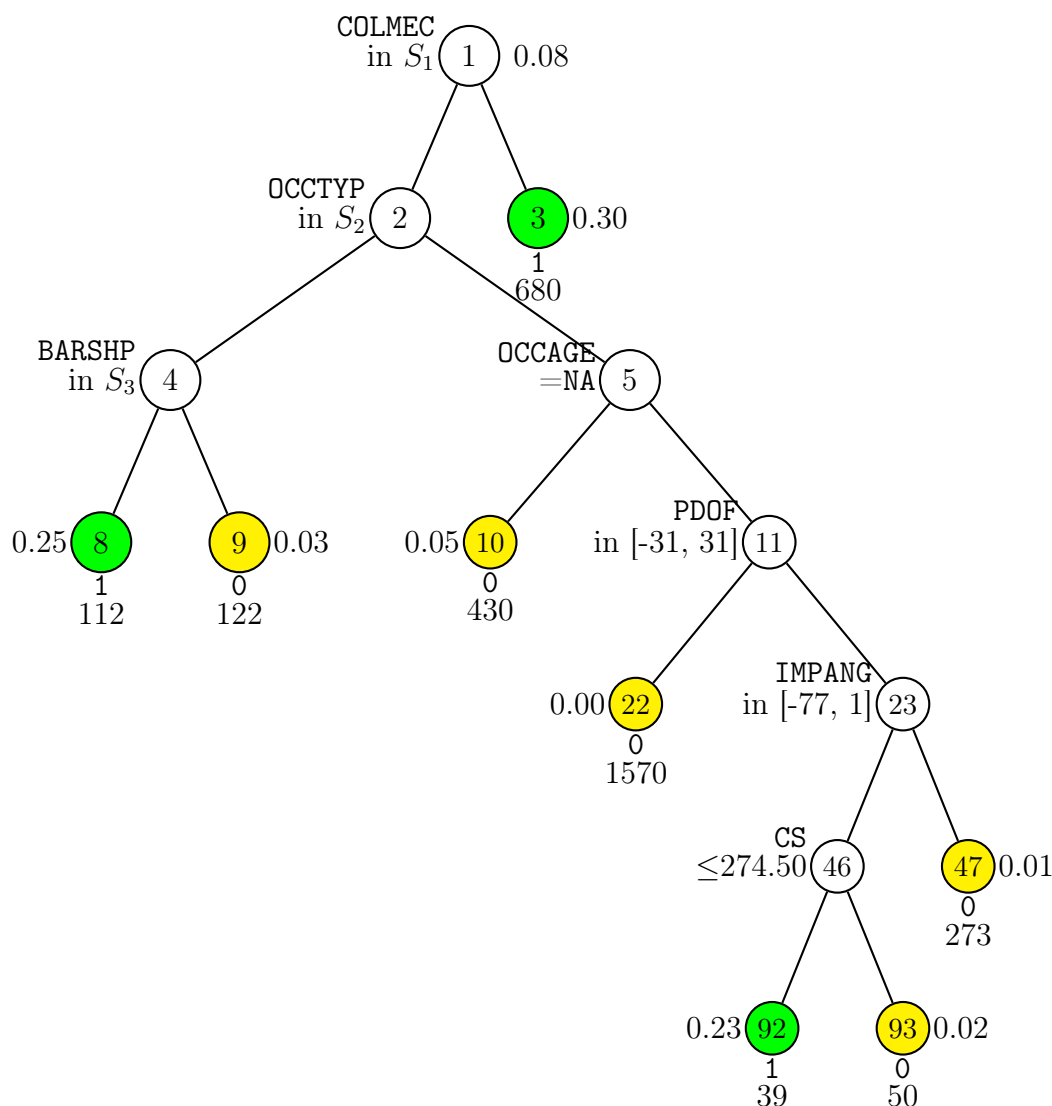 COLMEC
in S₁ 1 0.08
OCCTYP
in S₂ 2 3 0.30
1
680
BARSHP
in S₃ 4
OCCAGE
=NA 5
0.25 8 9 0.03
1 0
112 122
0.05 10
0
430
PDOF
in [-31, 31] 11
0.00 22
0
1570
IMPANG
in [-77, 1] 23
CS
≤274.50 46
47 0.01
0
273
0.23 92 93 0.02
1 0
39 50